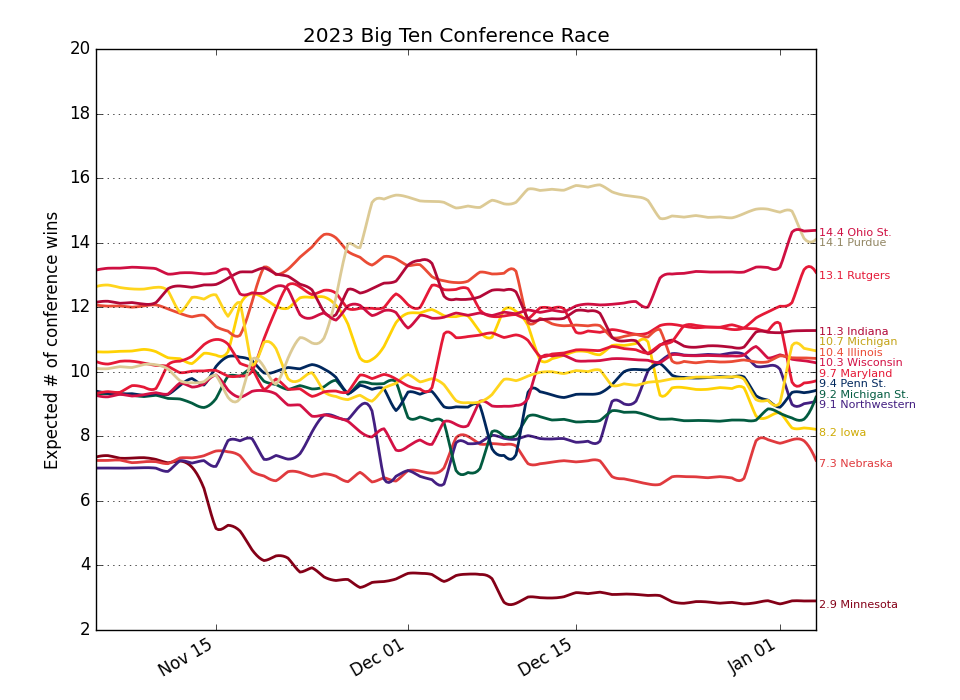 2023 Big Ten Conference Race
Expected # of conference wins
20
18
16
14
12
10
8
6
4
2
Nov 15
Dec 01
Dec 15
Jan 01
14.4 Ohio St.
14.1 Purdue
13.1 Rutgers
11.3 Indiana
10.7 Michigan
10.4 Illinois
10.3 Wisconsin
9.7 Maryland
9.4 Penn St.
9.2 Michigan St.
9.1 Northwestern
8.2 Iowa
7.3 Nebraska
2.9 Minnesota